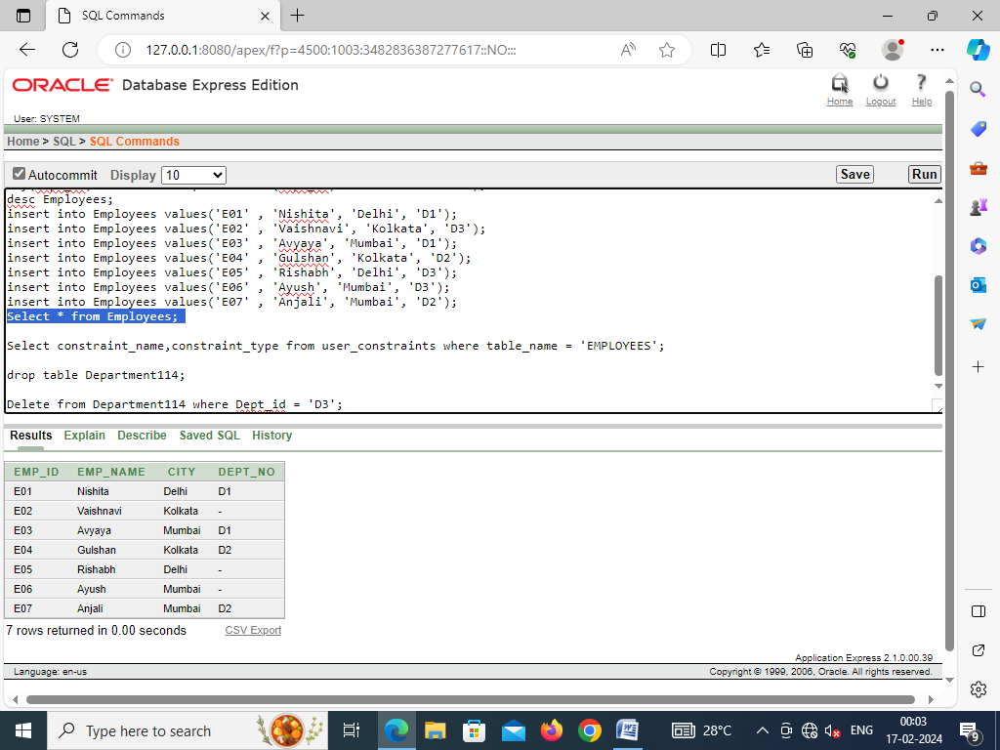 SQL Commands
127.0.0.1:8080/apex/f?p=4500:1003:3482836387277617::NO:::
ORACLE Database Express Edition
Home Logout Help
User: SYSTEM
Home > SQL > SQL Commands
Autocommit Display 10 Save Run
desc Employees;
insert into Employees values('E01' , 'Nishita', 'Delhi', 'D1');
insert into Employees values('E02' , 'Vaishnavi', 'Kolkata', 'D3');
insert into Employees values('E03' , 'Avyaya', 'Mumbai', 'D1');
insert into Employees values('E04' , 'Gulshan', 'Kolkata', 'D2');
insert into Employees values('E05' , 'Rishabh', 'Delhi', 'D3');
insert into Employees values('E06' , 'Ayush', 'Mumbai', 'D3');
insert into Employees values('E07' , 'Anjali', 'Mumbai', 'D2');
Select * from Employees;
Select constraint_name,constraint_type from user_constraints where table_name = 'EMPLOYEES';
drop table Department114;
Delete from Department114 where Dept_id = 'D3';
Results Explain Describe Saved SQL History
EMP_ID EMP_NAME CITY DEPT_NO
E01 Nishita Delhi D1
E02 Vaishnavi Kolkata -
E03 Avyaya Mumbai D1
E04 Gulshan Kolkata D2
E05 Rishabh Delhi -
E06 Ayush Mumbai -
E07 Anjali Mumbai D2
7 rows returned in 0.00 seconds CSV Export
Application Express 2.1.0.00.39
Language: en-us Copyright © 1999, 2006, Oracle. All rights reserved.
Type here to search 28°C ENG 00:03
17-02-2024 9